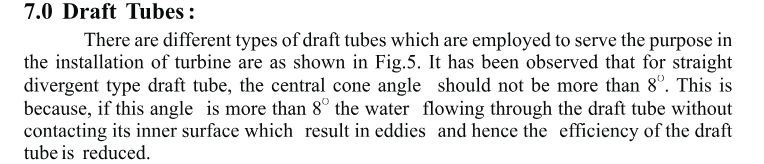 7.0 Draft Tubes :
There are different types of draft tubes which are employed to serve the purpose in
the installation of turbine are as shown in Fig.5. It has been observed that for straight
divergent type draft tube, the central cone angle should not be more than 8°. This is
because, if this angle is more than 8° the water flowing through the draft tube without
contacting its inner surface which result in eddies and hence the efficiency of the draft
tube is reduced.